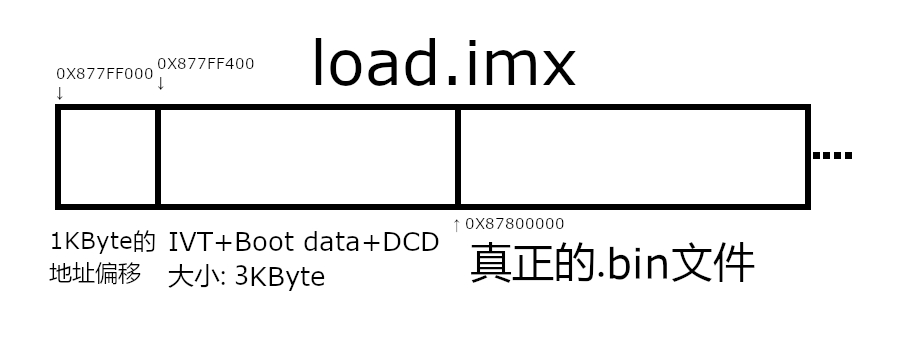 load.imx
0X877FF000
↓
0X877FF400
↓
1KByte的
地址偏移
IVT+Boot data+DCD
大小: 3KByte
↑ 0X87800000
真正的.bin文件